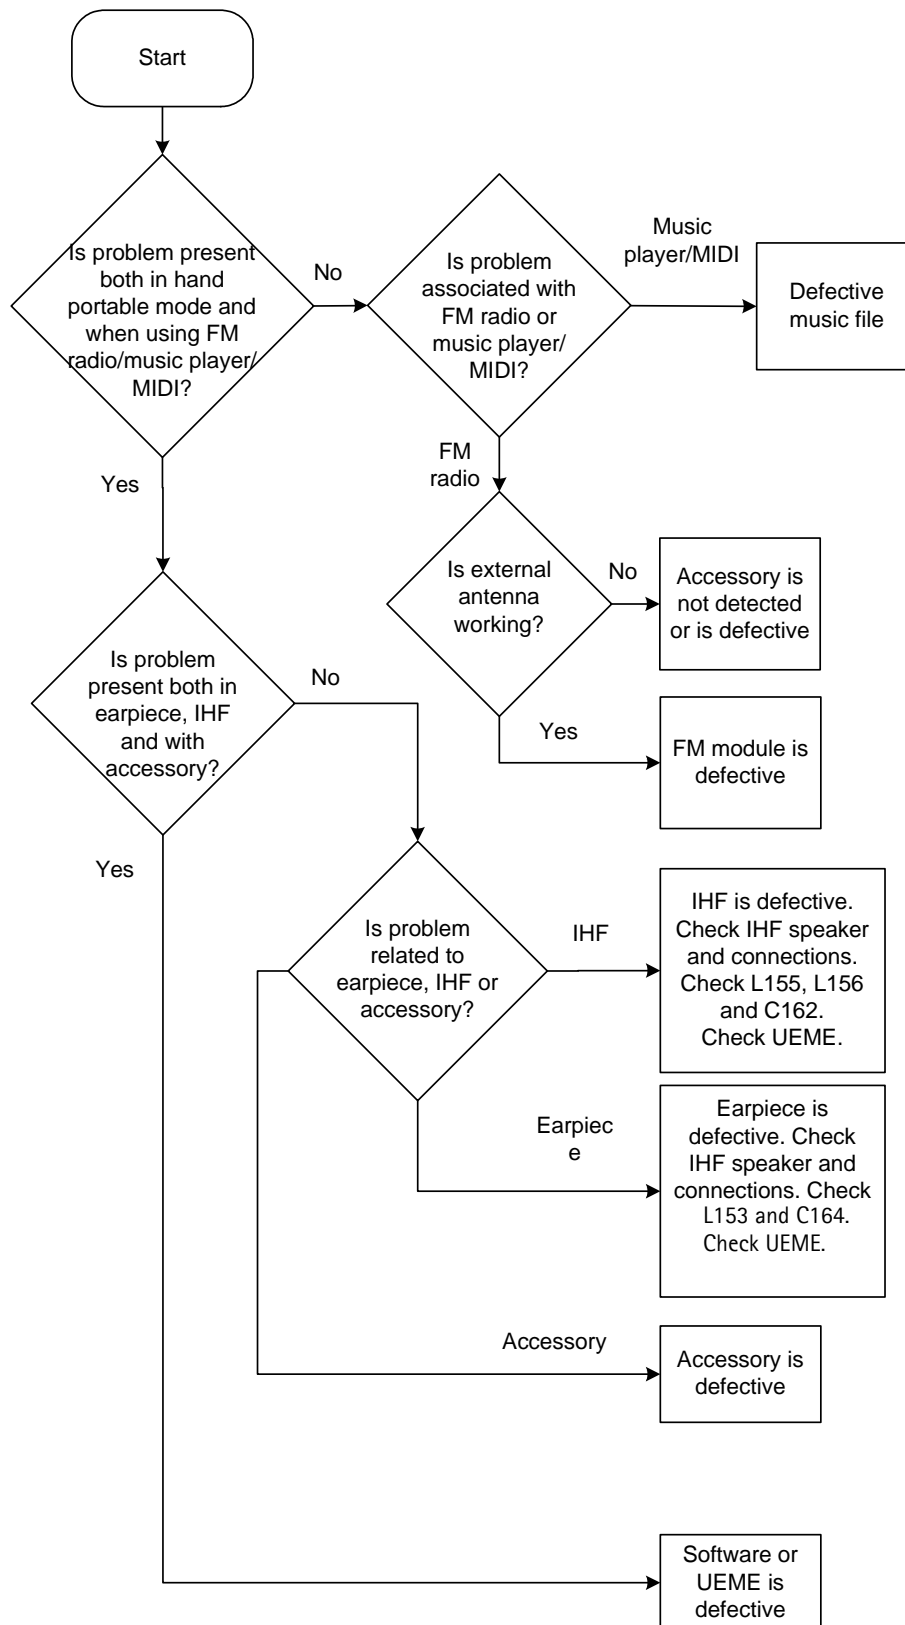 Start
Is problem present
both in hand
portable mode and
when using FM
radio/music player/
MIDI?
No
Is problem
associated with
FM radio or
music player/
MIDI?
Music
player/MIDI
Defective
music file
Yes
FM
radio
Is external
antenna
working?
No
Accessory is
not detected
or is defective
Yes
FM module is
defective
Is problem
present both in
earpiece, IHF
and with
accessory?
No
Yes
Is problem
related to
earpiece, IHF or
accessory?
IHF
IHF is defective.
Check IHF speaker
and connections.
Check L155, L156
and C162.
Check UEME.
Earpiec
e
Earpiece is
defective. Check
IHF speaker and
connections. Check
L153 and C164.
Check UEME.
Accessory
Accessory is
defective
Software or
UEME is
defective